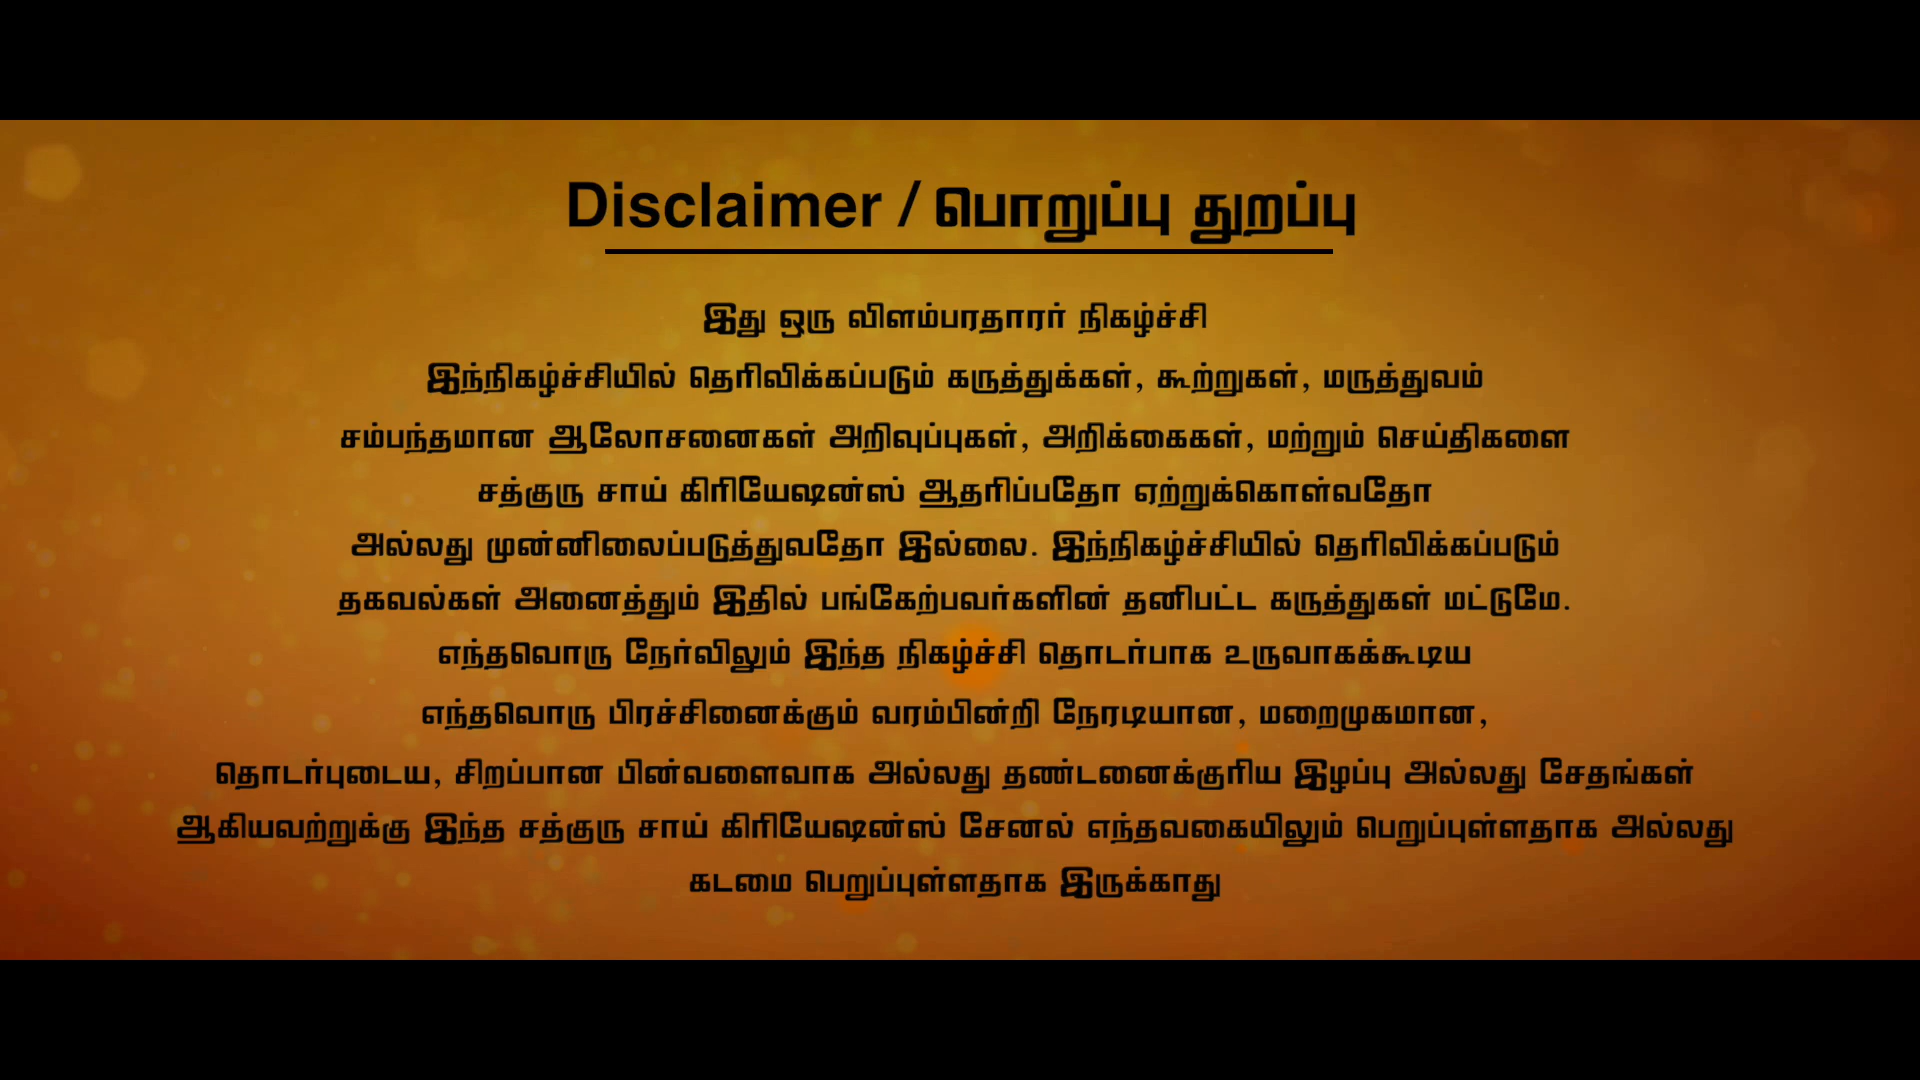 Disclaimer / பொறுப்பு துறப்பு
இது ஒரு விளம்பரதாரர் நிகழ்ச்சி
இந்நிகழ்ச்சியில் தெரிவிக்கப்படும் கருத்துக்கள், கூற்றுகள், மருத்துவம்
சம்பந்தமான ஆலோசனைகள் அறிவுப்புகள், அறிக்கைகள், மற்றும் செய்திகளை
சத்குரு சாய் கிரியேஷன்ஸ் ஆதரிப்பதோ ஏற்றுக்கொள்வதோ
அல்லது முன்னிலைப்படுத்துவதோ இல்லை. இந்நிகழ்ச்சியில் தெரிவிக்கப்படும்
தகவல்கள் அனைத்தும் இதில் பங்கேற்பவர்களின் தனிபட்ட கருத்துகள் மட்டுமே.
எந்தவொரு நேர்விலும் இந்த நிகழ்ச்சி தொடர்பாக உருவாகக்கூடிய
எந்தவொரு பிரச்சினைக்கும் வரம்பின்றி நேரடியான, மறைமுகமான,
தொடர்புடைய, சிறப்பான பின்வளைவாக அல்லது தண்டனைக்குரிய இழப்பு அல்லது சேதங்கள்
ஆகியவற்றுக்கு இந்த சத்குரு சாய் கிரியேஷன்ஸ் சேனல் எந்தவகையிலும் பெறுப்புள்ளதாக அல்லது
கடமை பெறுப்புள்ளதாக இருக்காது